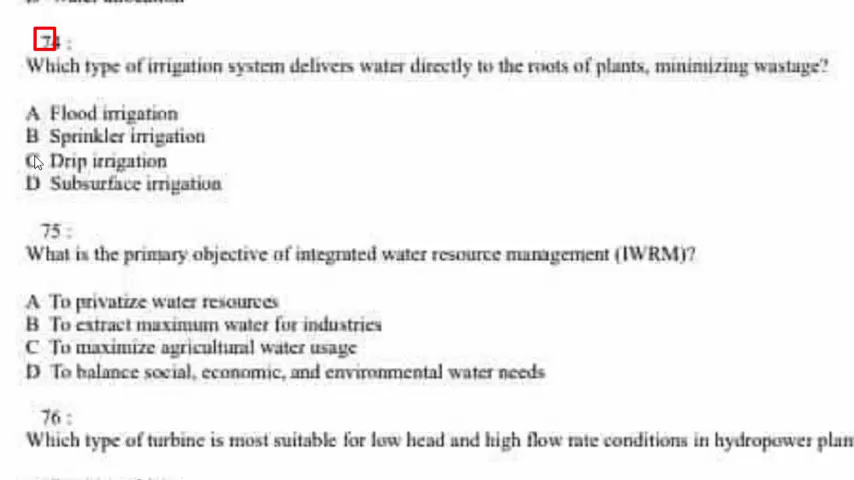 74 :
Which type of irrigation system delivers water directly to the roots of plants, minimizing wastage?
A Flood irrigation
B Sprinkler irrigation
C Drip irrigation
D Subsurface irrigation
75 :
What is the primary objective of integrated water resource management (IWRM)?
A To privatize water resources
B To extract maximum water for industries
C To maximize agricultural water usage
D To balance social, economic, and environmental water needs
76 :
Which type of turbine is most suitable for low head and high flow rate conditions in hydropower plan